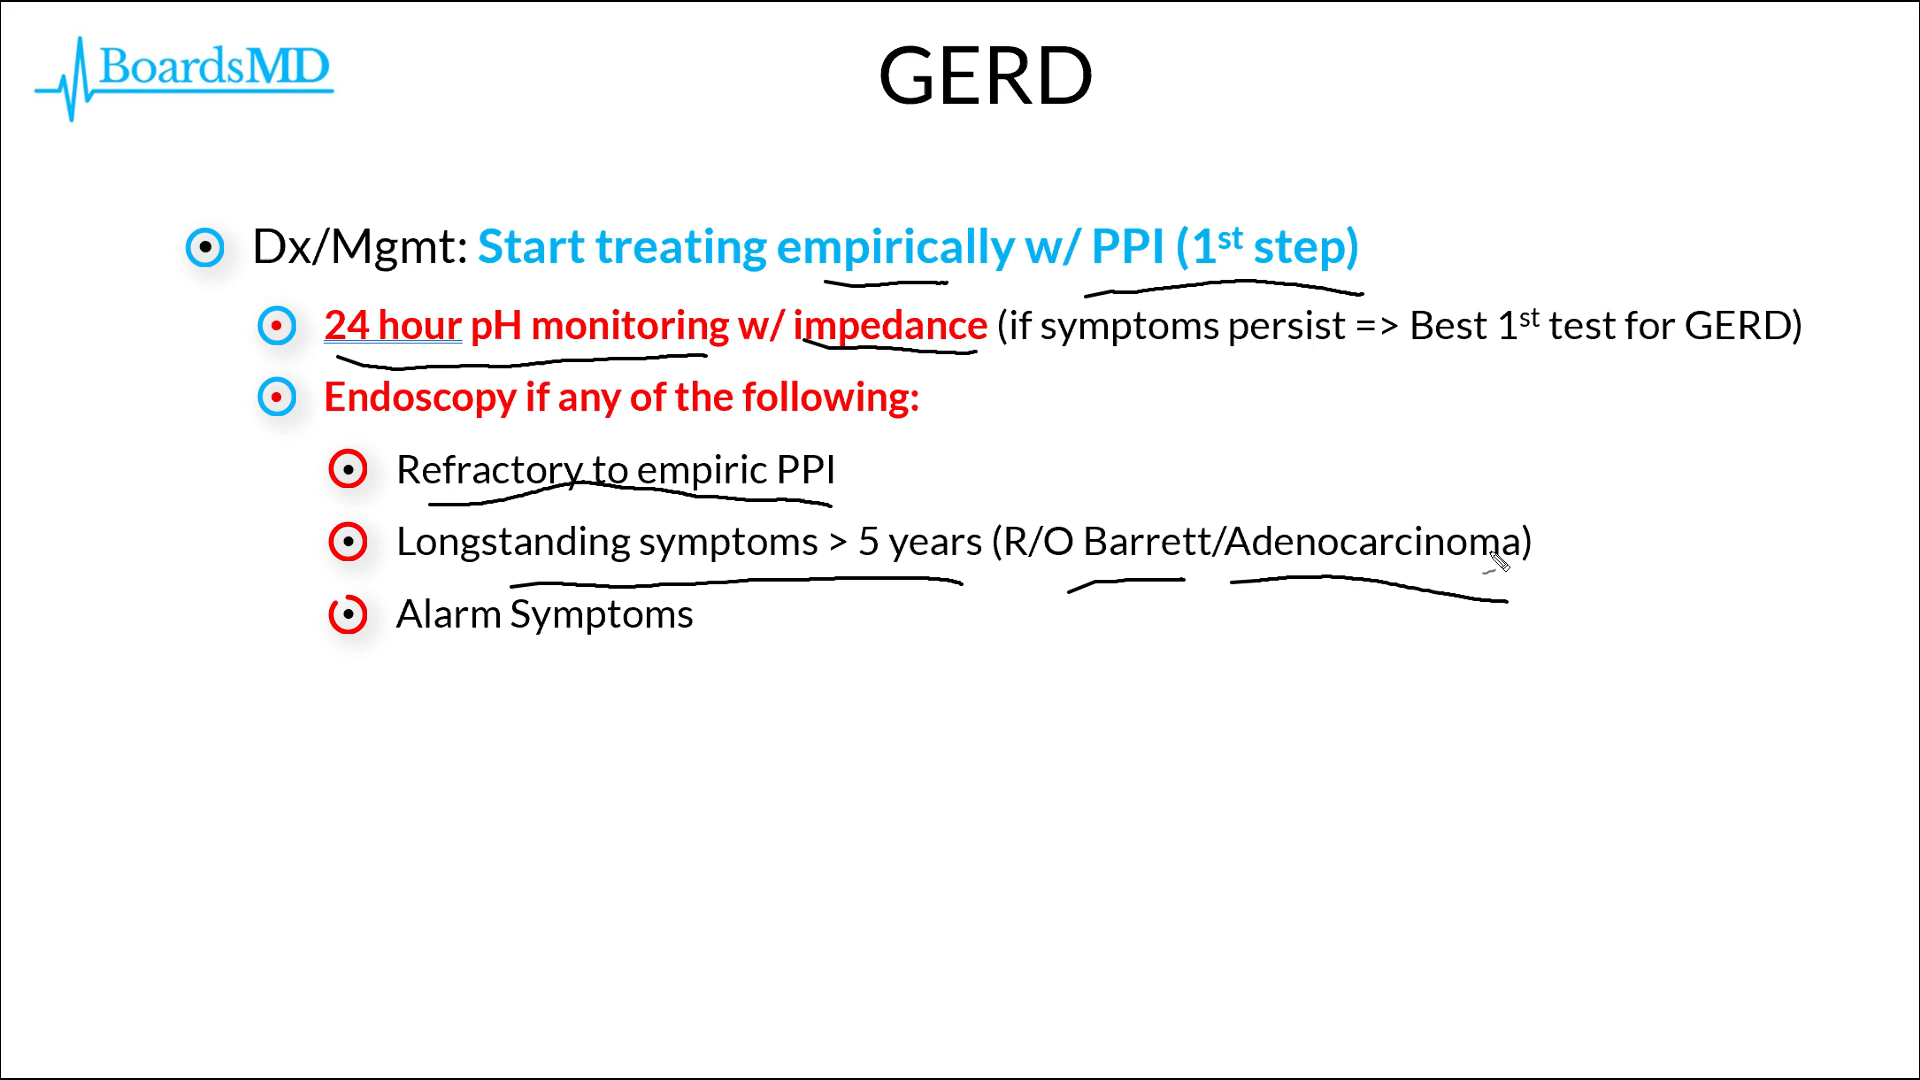 BoardsMD
GERD
Dx/Mgmt: Start treating empirically w/ PPI (1st step)
24 hour pH monitoring w/ impedance (if symptoms persist => Best 1st test for GERD)
Endoscopy if any of the following:
Refractory to empiric PPI
Longstanding symptoms > 5 years (R/O Barrett/Adenocarcinoma)
Alarm Symptoms